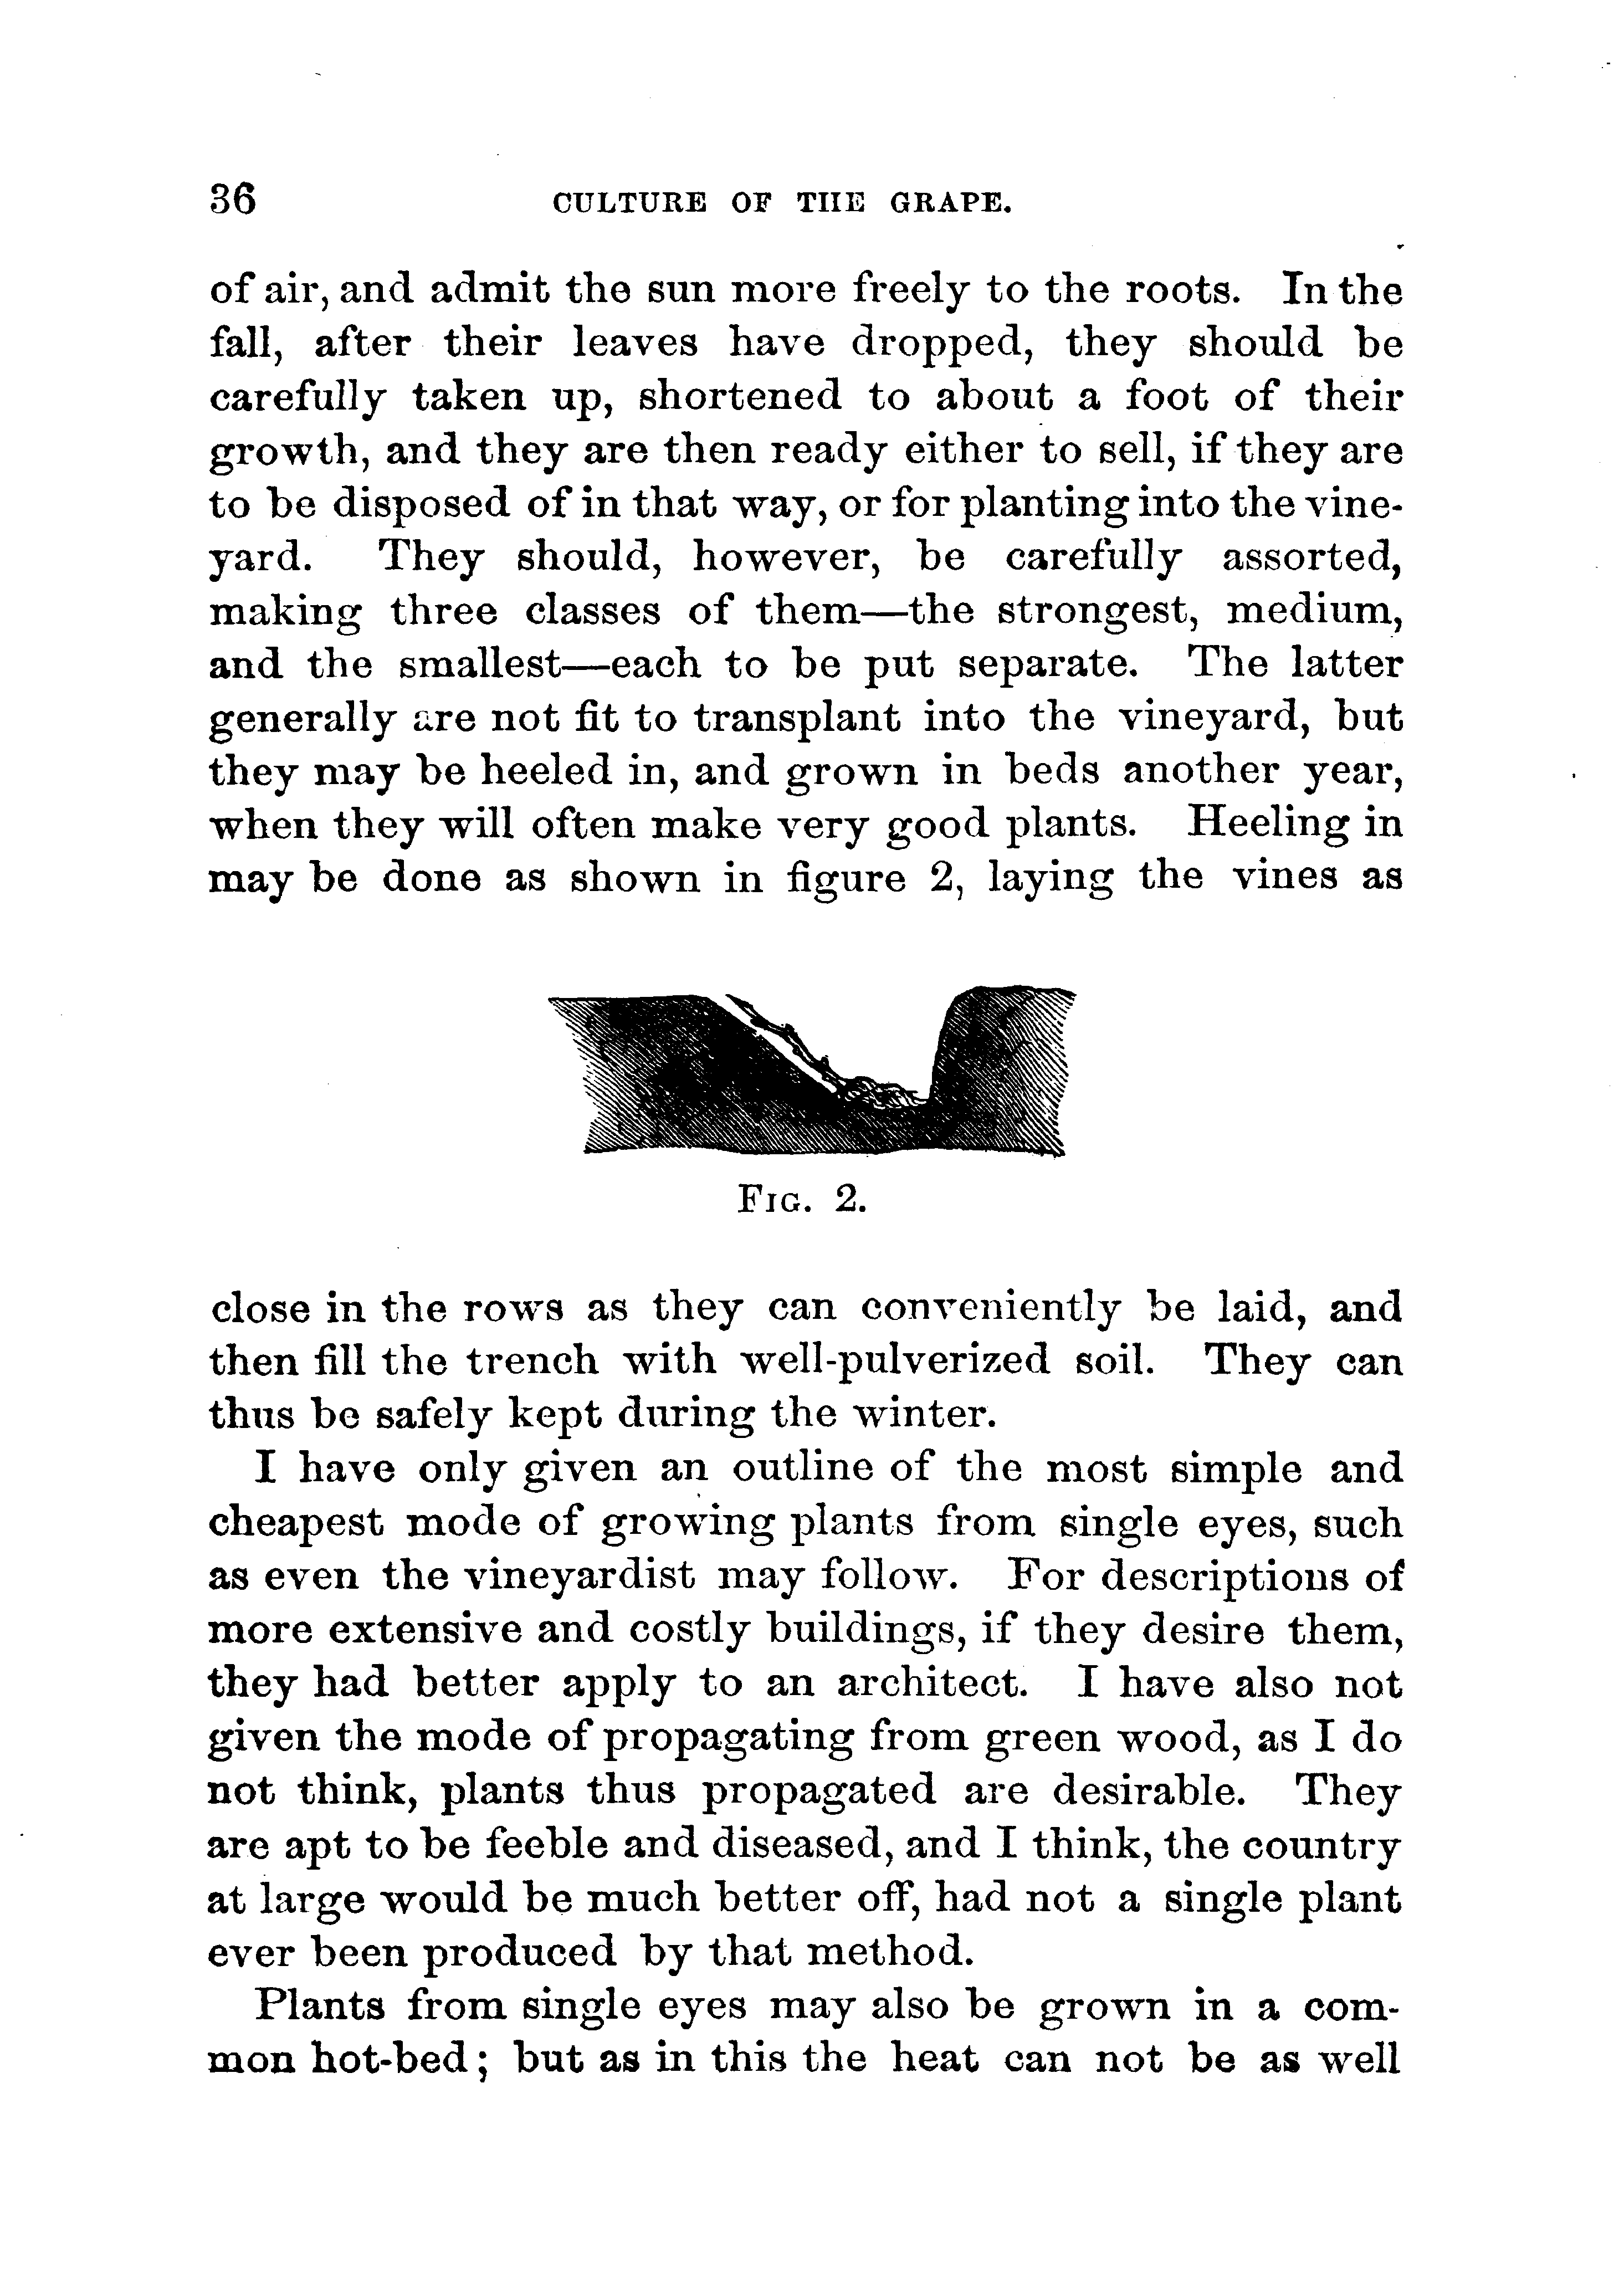 36 CULTURE OF THE GRAPE.
of air, and admit the sun more freely to the roots. In the
fall, after their leaves have dropped, they should be
carefully taken up, shortened to about a foot of their
growth, and they are then ready either to sell, if they are
to be disposed of in that way, or for planting into the vine-
yard. They should, however, be carefully assorted,
making three classes of them—the strongest, medium,
and the smallest—each to be put separate. The latter
generally are not fit to transplant into the vineyard, but
they may be heeled in, and grown in beds another year,
when they will often make very good plants. Heeling in
may be done as shown in figure 2, laying the vines as
FIG. 2.
close in the rows as they can conveniently be laid, and
then fill the trench with well-pulverized soil. They can
thus be safely kept during the winter.
I have only given an outline of the most simple and
cheapest mode of growing plants from single eyes, such
as even the vineyardist may follow. For descriptions of
more extensive and costly buildings, if they desire them,
they had better apply to an architect. I have also not
given the mode of propagating from green wood, as I do
not think, plants thus propagated are desirable. They
are apt to be feeble and diseased, and I think, the country
at large would be much better off, had not a single plant
ever been produced by that method.
Plants from single eyes may also be grown in a com-
mon hot-bed; but as in this the heat can not be as well